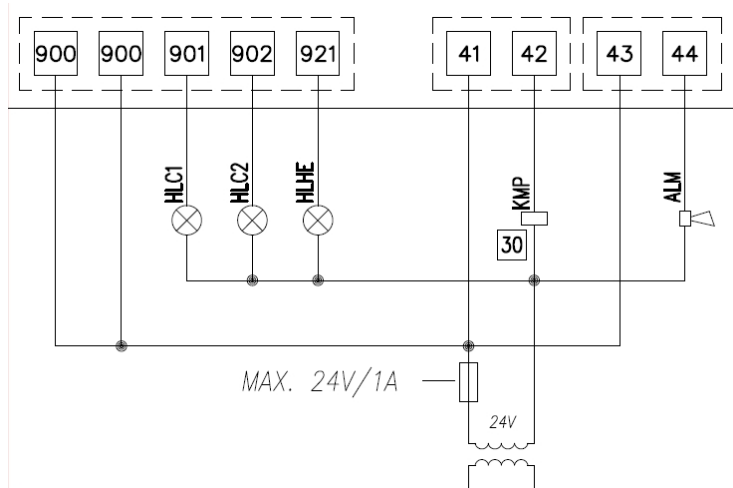 900 900 901 902 921 41 42 43 44
HLC1 HLC2 HLHE KMP ALM
30
MAX. 24V/1A
24V